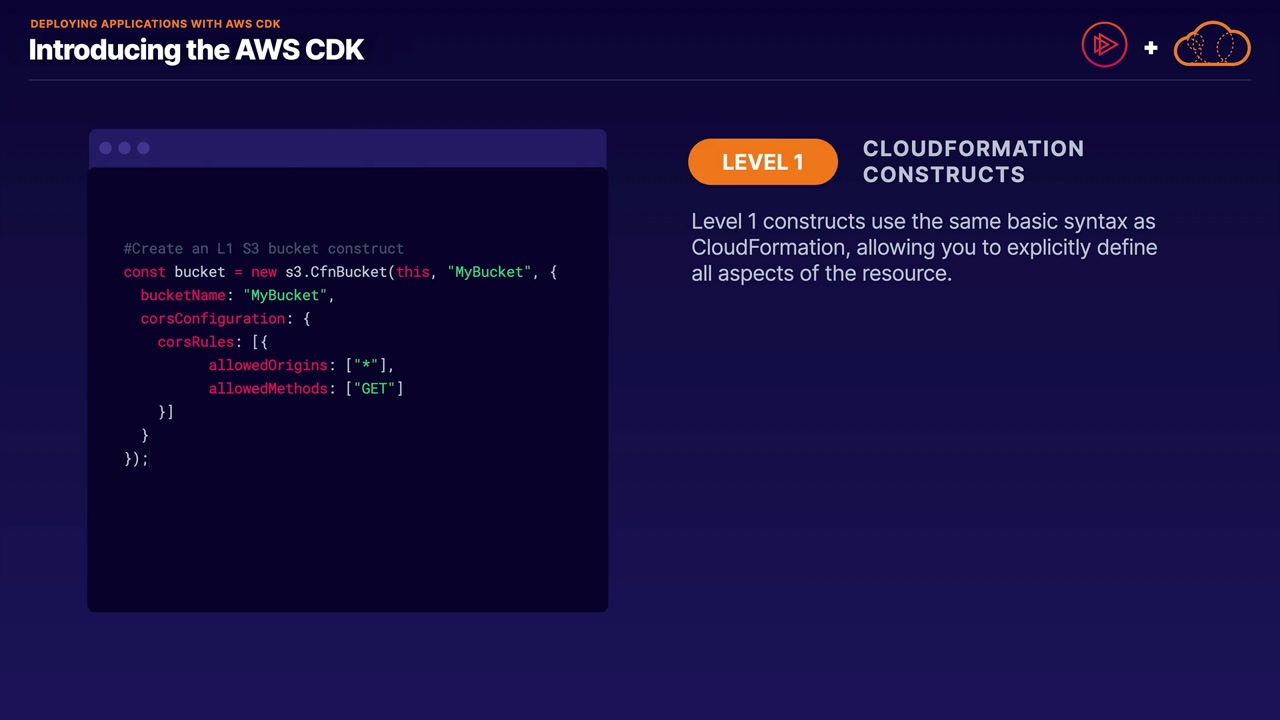 DEPLOYING APPLICATIONS WITH AWS CDK
Introducing the AWS CDK
+
#Create an L1 S3 bucket construct
const bucket = new s3.CfnBucket(this, "MyBucket", {
  bucketName: "MyBucket",
  corsConfiguration: {
    corsRules: [{
          allowedOrigins: ["*"],
          allowedMethods: ["GET"]
    }]
  }
});
LEVEL 1
CLOUDFORMATION
CONSTRUCTS
Level 1 constructs use the same basic syntax as
CloudFormation, allowing you to explicitly define
all aspects of the resource.